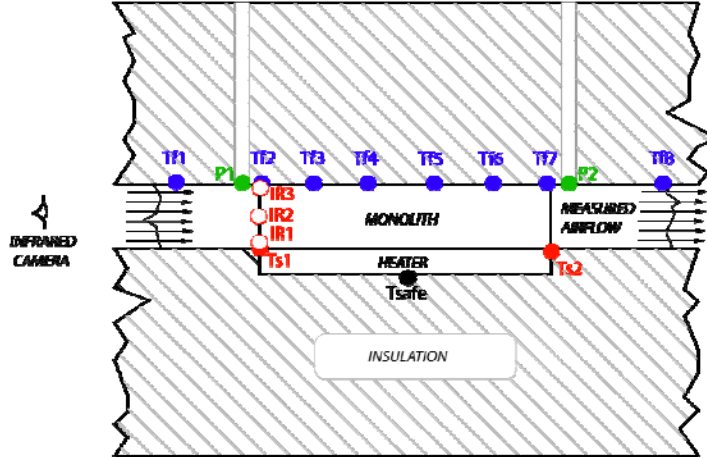 Tf1 Tf2 Tf3 Tf4 Tf5 Tf6 Tf7 Tf8
P1 P2
IR3
IR2 MONOLITH MEASURED
AIRFLOW
IR1
INFRARED
CAMERA
Ts1 HEATER Ts2
Tsafe
INSULATION